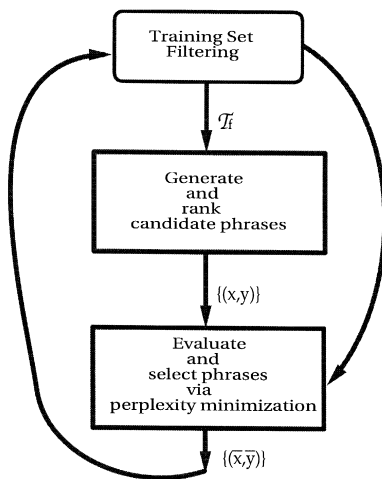 Training Set
Filtering
𝒯f
Generate
and
rank
candidate phrases
{(x,y)}
Evaluate
and
select phrases
via
perplexity minimization
{(x̄,ȳ)}